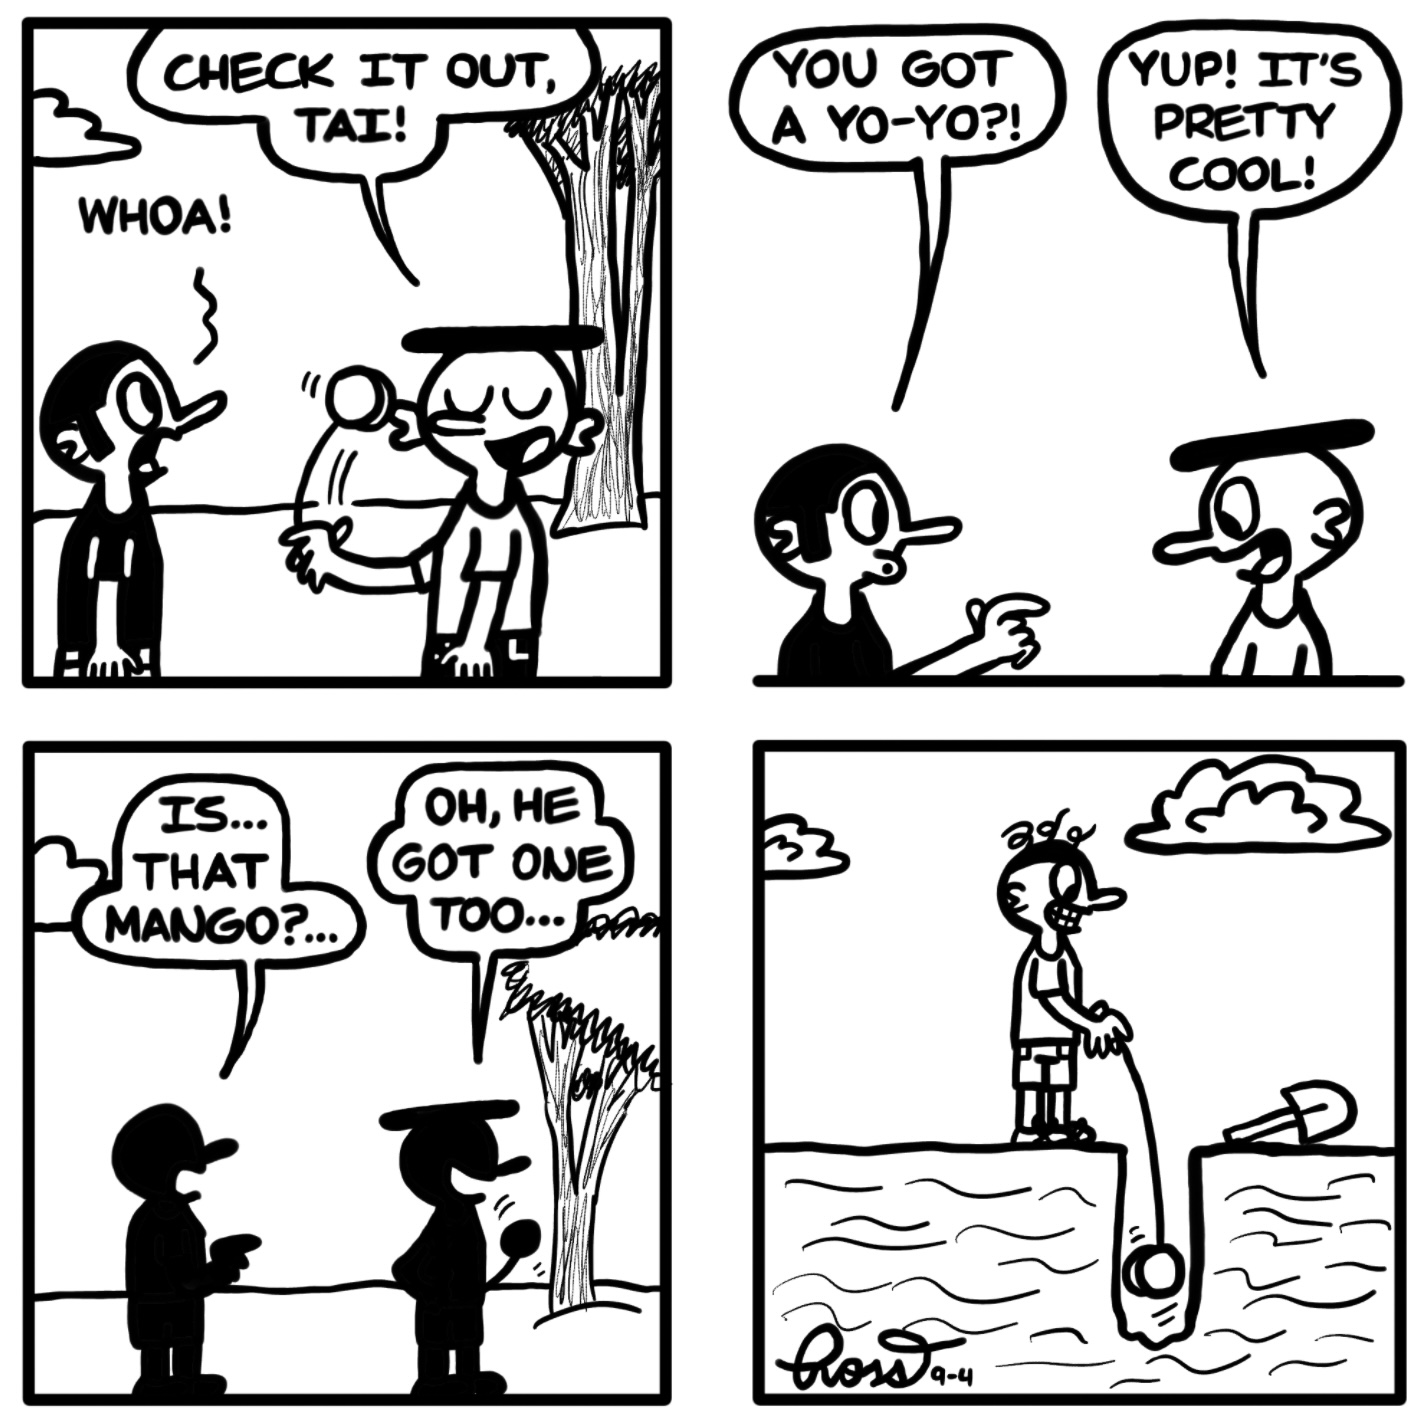 CHECK IT OUT,
TAI!
WHOA!
YOU GOT
A YO-YO?!
YUP! IT'S
PRETTY
COOL!
IS...
THAT
MANGO?...
OH, HE
GOT ONE
TOO...
Ross 9-4